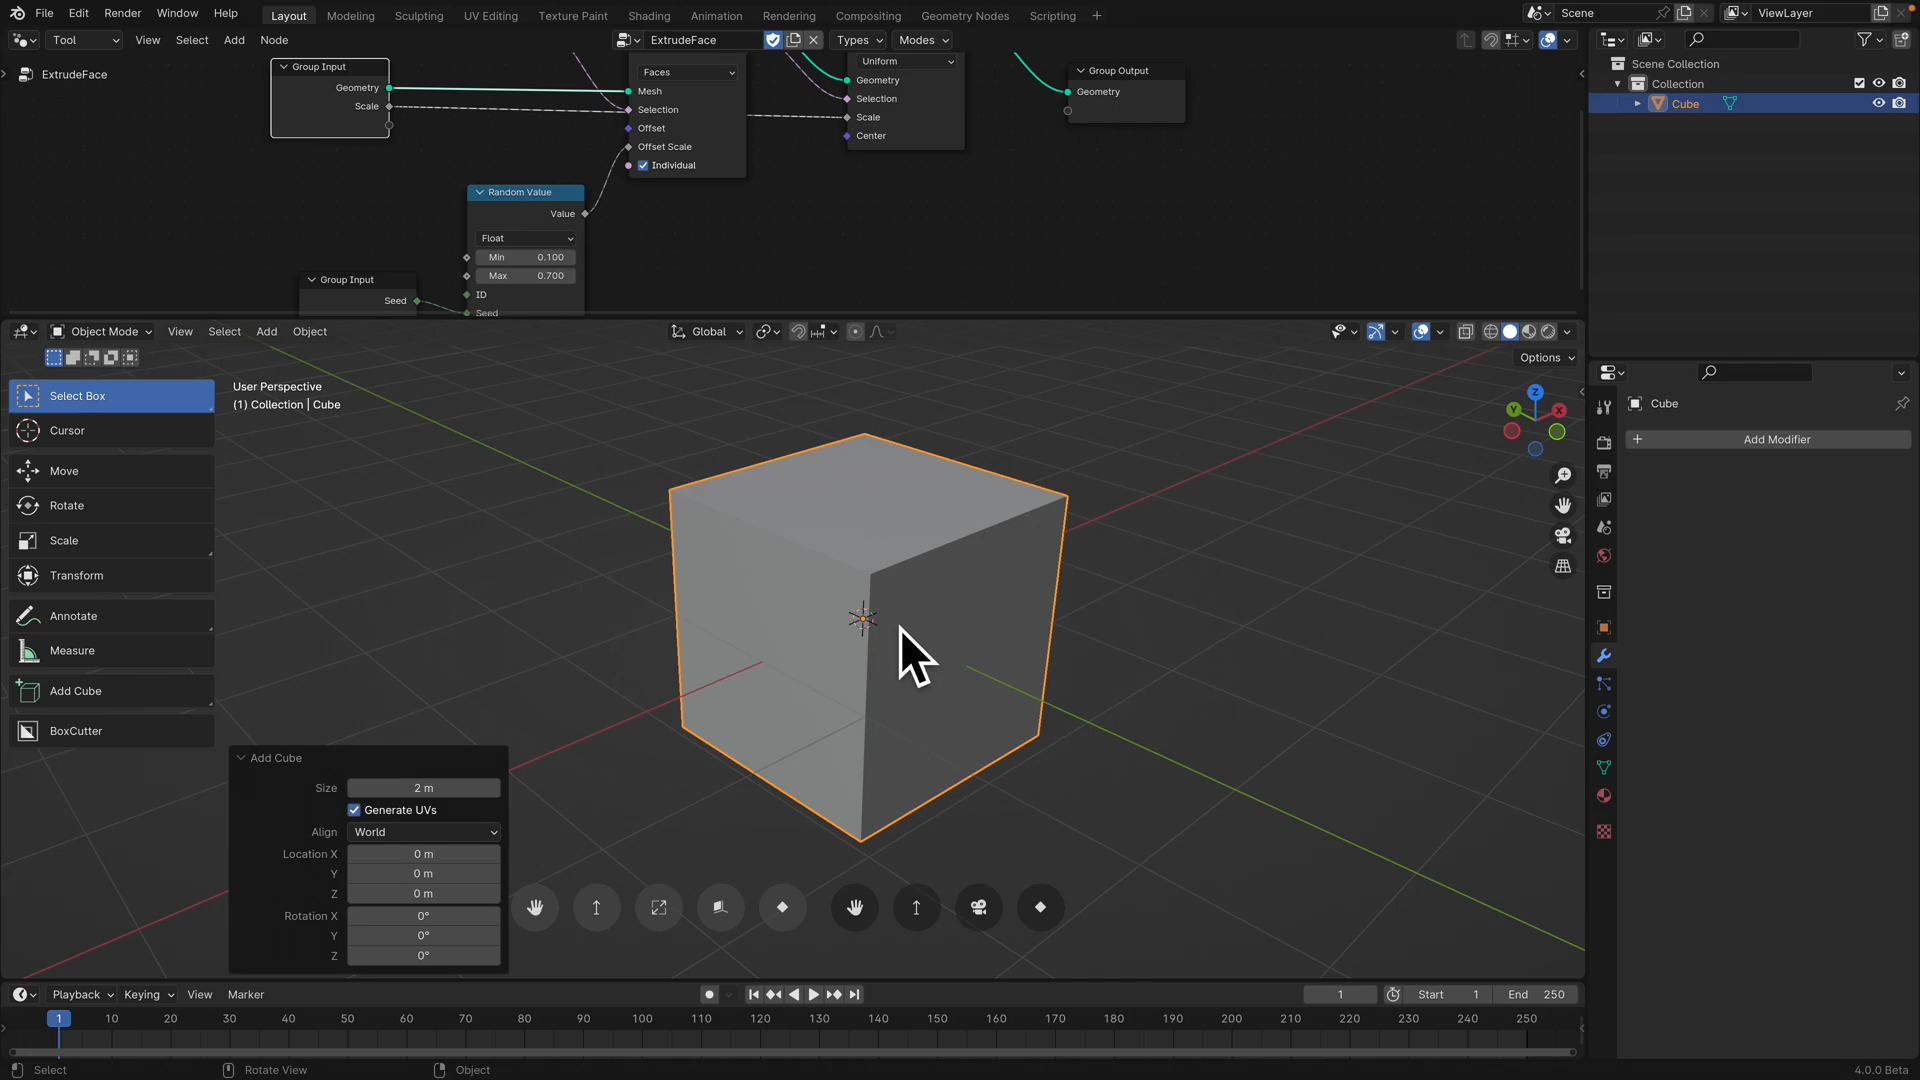 File Edit Render Window Help Layout Modeling Sculpting UV Editing Texture Paint Shading Animation Rendering Compositing Geometry Nodes Scripting +
Scene ViewLayer
Tool View Select Add Node ExtrudeFace Types Modes
ExtrudeFace
Group Input
Geometry
Scale
Faces
Mesh
Selection
Offset
Offset Scale
Individual
Uniform
Geometry
Selection
Scale
Center
Group Output
Geometry
Random Value
Value
Float
Min 0.100
Max 0.700
ID
Seed
Group Input
Seed
Scene Collection
Collection
Cube
Object Mode View Select Add Object Global
Options
User Perspective
(1) Collection | Cube
Select Box
Cursor
Move
Rotate
Scale
Transform
Annotate
Measure
Add Cube
BoxCutter
Z
Y
X
Cube
+ Add Modifier
Add Cube
Size 2 m
Generate UVs
Align World
Location X 0 m
Y 0 m
Z 0 m
Rotation X 0°
Y 0°
Z 0°
Playback Keying View Marker 1 Start 1 End 250
1 10 20 30 40 50 60 70 80 90 100 110 120 130 140 150 160 170 180 190 200 210 220 230 240 250
Select Rotate View Object 4.0.0 Beta